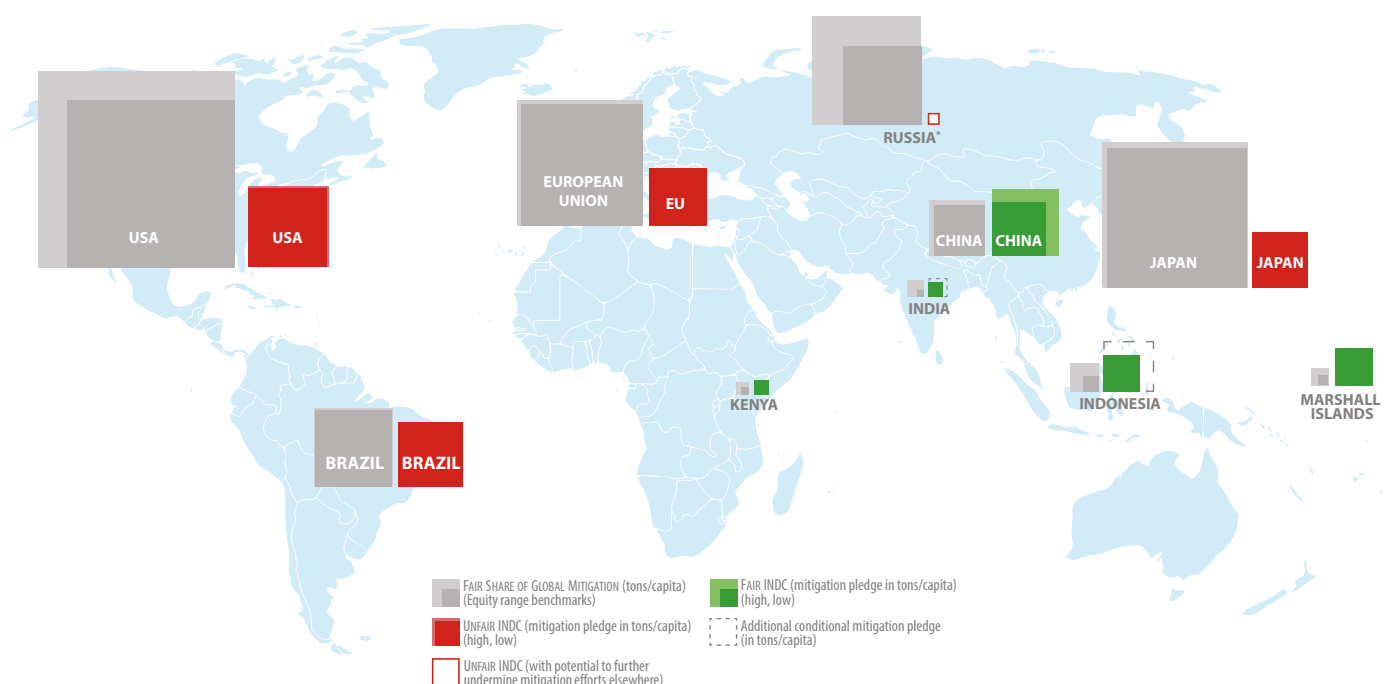 RUSSIA*
EUROPEAN
UNION
EU
USA
USA
CHINA
CHINA
JAPAN
JAPAN
INDIA
KENYA
INDONESIA
MARSHALL
ISLANDS
BRAZIL
BRAZIL
FAIR SHARE OF GLOBAL MITIGATION (tons/capita)
(Equity range benchmarks)
UNFAIR INDC (mitigation pledge in tons/capita)
(high, low)
UNFAIR INDC (with potential to further
undermine mitigation efforts elsewhere)
FAIR INDC (mitigation pledge in tons/capita)
(high, low)
Additional conditional mitigation pledge
(in tons/capita)